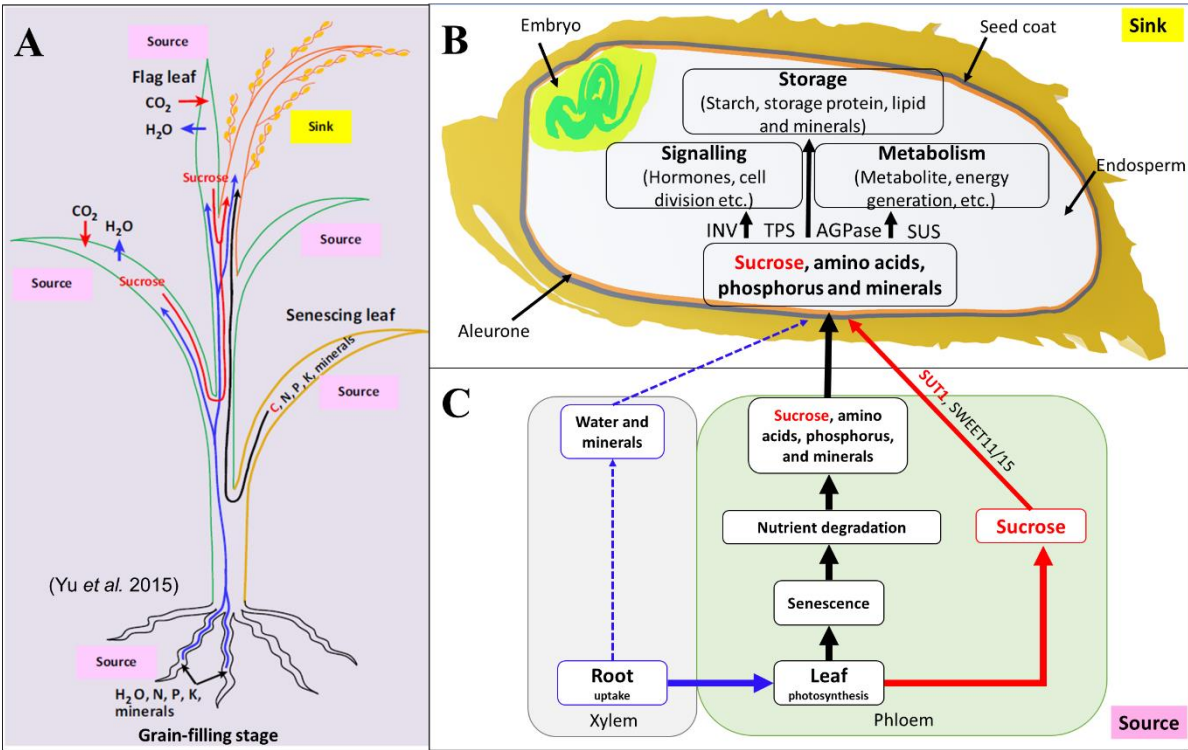 A
Source
Flag leaf
CO2
H2O
Sink
Sucrose
CO2
H2O
Source
Source
Sucrose
Senescing leaf
Source
C, N, P, K, minerals
(Yu et al. 2015)
Source
H2O, N, P, K,
minerals
Grain-filling stage
B
Embryo
Seed coat
Sink
Storage
(Starch, storage protein, lipid
and minerals)
Signalling
(Hormones, cell
division etc.)
Metabolism
(Metabolite, energy
generation, etc.)
Endosperm
INV TPS AGPase SUS
Sucrose, amino acids,
phosphorus and minerals
Aleurone
C
SUT1, SWEET11/15
Water and
minerals
Sucrose, amino
acids, phosphorus,
and minerals
Nutrient degradation
Sucrose
Senescence
Root
uptake
Leaf
photosynthesis
Xylem
Phloem
Source